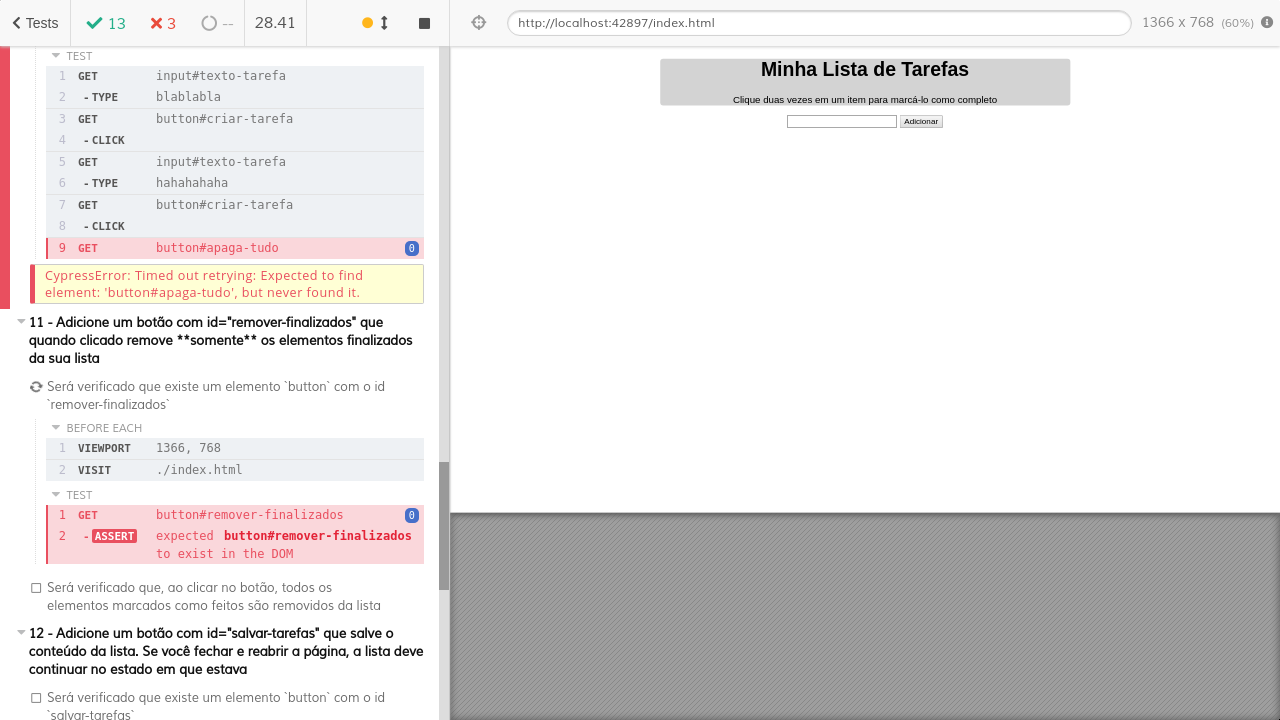 Tests
13
3
--
28.41
http://localhost:42897/index.html
1366 x 768 (60%)
TEST
1 GET input#texto-tarefa
2 - TYPE blablabla
3 GET button#criar-tarefa
4 - CLICK
5 GET input#texto-tarefa
6 - TYPE hahahahaha
7 GET button#criar-tarefa
8 - CLICK
9 GET button#apaga-tudo 0
CypressError: Timed out retrying: Expected to find
element: 'button#apaga-tudo', but never found it.
11 - Adicione um botão com id="remover-finalizados" que
quando clicado remove **somente** os elementos finalizados
da sua lista
Será verificado que existe um elemento `button` com o id
`remover-finalizados`
BEFORE EACH
1 VIEWPORT 1366, 768
2 VISIT ./index.html
TEST
1 GET button#remover-finalizados 0
2 - ASSERT expected button#remover-finalizados
to exist in the DOM
Será verificado que, ao clicar no botão, todos os
elementos marcados como feitos são removidos da lista
12 - Adicione um botão com id="salvar-tarefas" que salve o
conteúdo da lista. Se você fechar e reabrir a página, a lista deve
continuar no estado em que estava
Será verificado que existe um elemento `button` com o id
`salvar-tarefas`
Minha Lista de Tarefas
Clique duas vezes em um item para marcá-lo como completo
Adicionar